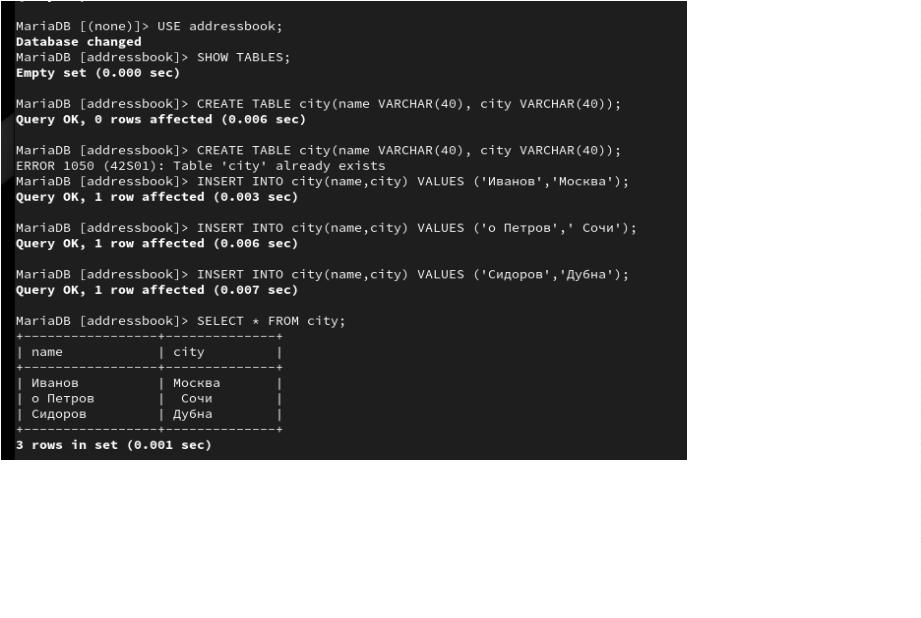 MariaDB [(none)]> USE addressbook;
Database changed
MariaDB [addressbook]> SHOW TABLES;
Empty set (0.000 sec)
MariaDB [addressbook]> CREATE TABLE city(name VARCHAR(40), city VARCHAR(40));
Query OK, 0 rows affected (0.006 sec)
MariaDB [addressbook]> CREATE TABLE city(name VARCHAR(40), city VARCHAR(40));
ERROR 1050 (42S01): Table 'city' already exists
MariaDB [addressbook]> INSERT INTO city(name,city) VALUES ('Иванов','Москва');
Query OK, 1 row affected (0.003 sec)
MariaDB [addressbook]> INSERT INTO city(name,city) VALUES ('о Петров',' Сочи');
Query OK, 1 row affected (0.006 sec)
MariaDB [addressbook]> INSERT INTO city(name,city) VALUES ('Сидоров','Дубна');
Query OK, 1 row affected (0.007 sec)
MariaDB [addressbook]> SELECT * FROM city;
+-----------------+--------------+
| name            | city         |
+-----------------+--------------+
| Иванов          | Москва       |
| о Петров        |  Сочи        |
| Сидоров         | Дубна        |
+-----------------+--------------+
3 rows in set (0.001 sec)